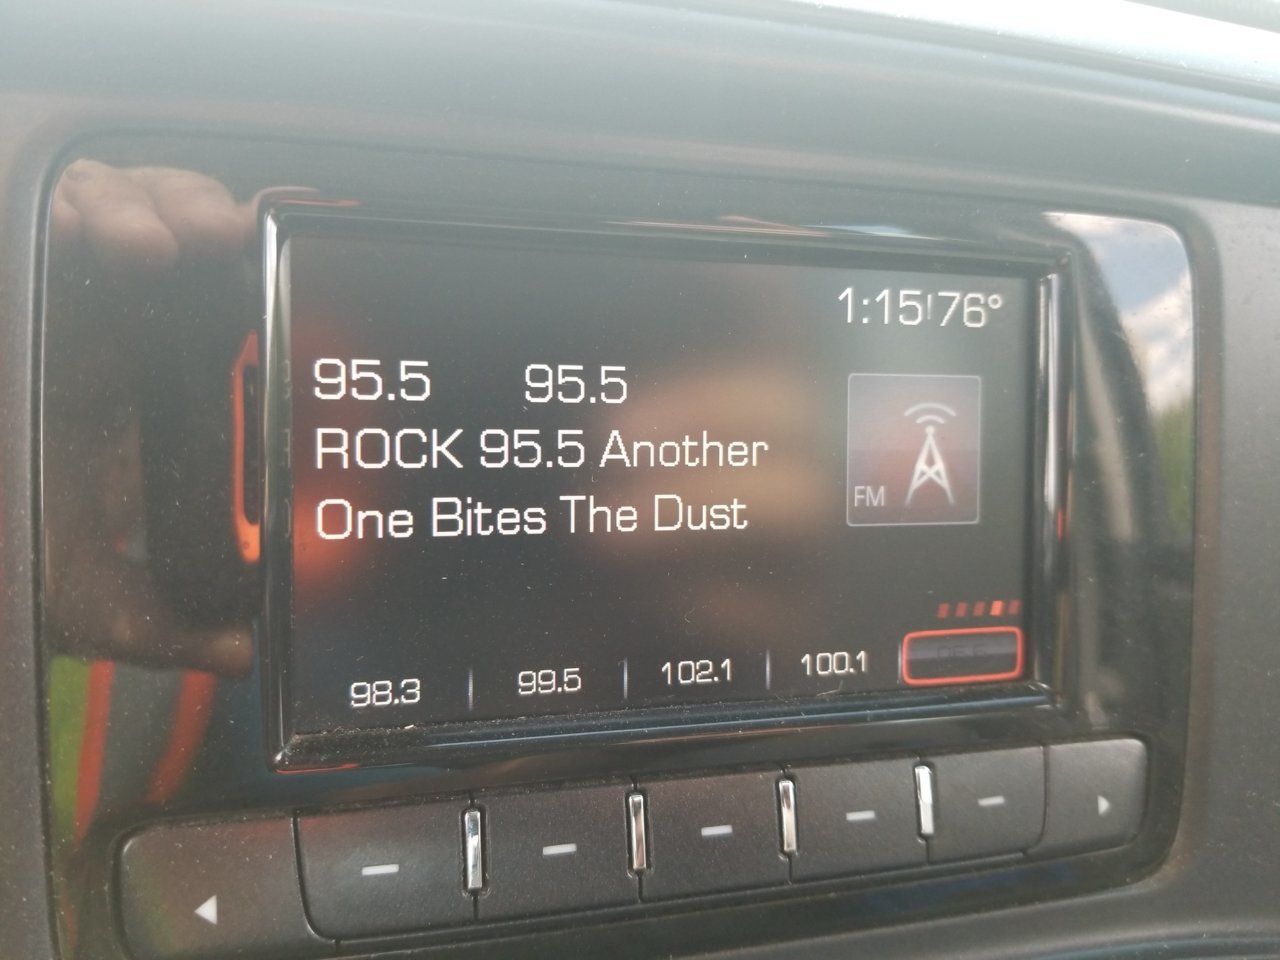 1:15 76°
95.5 95.5
ROCK 95.5 Another
One Bites The Dust
FM
98.3 99.5 102.1 100.1